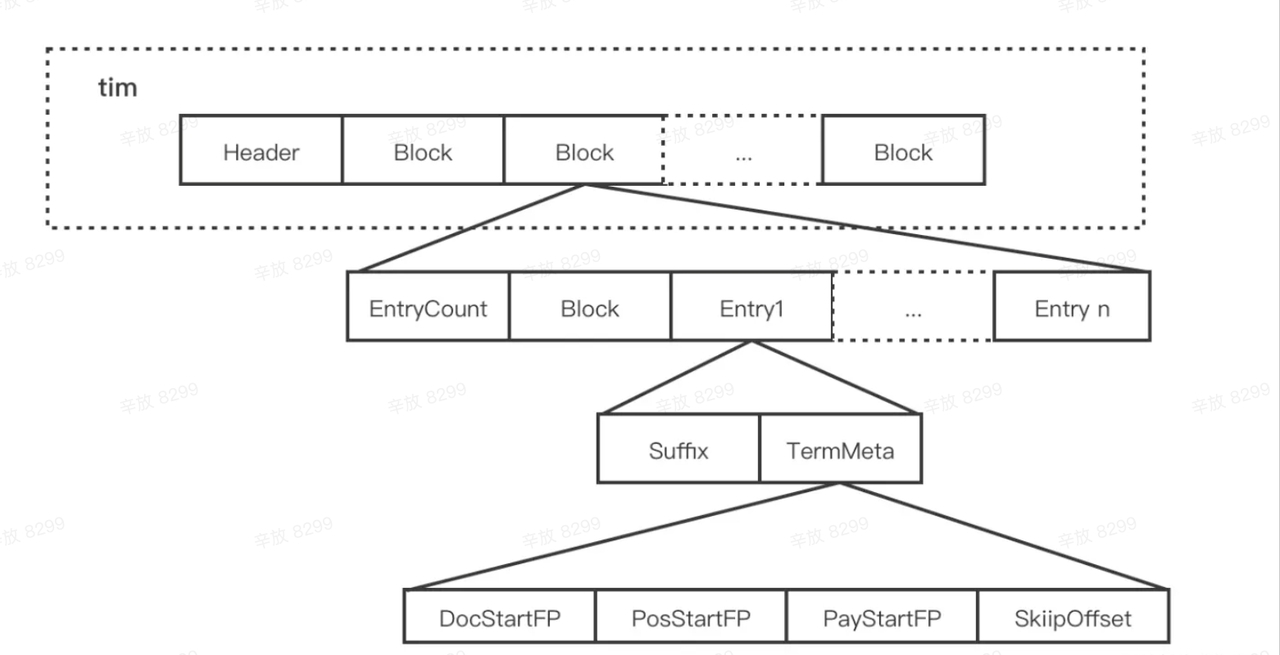 辛放 8299
tim
Header Block Block ... Block
EntryCount Block Entry1 ... Entry n
Suffix TermMeta
DocStartFP PosStartFP PayStartFP SkiipOffset